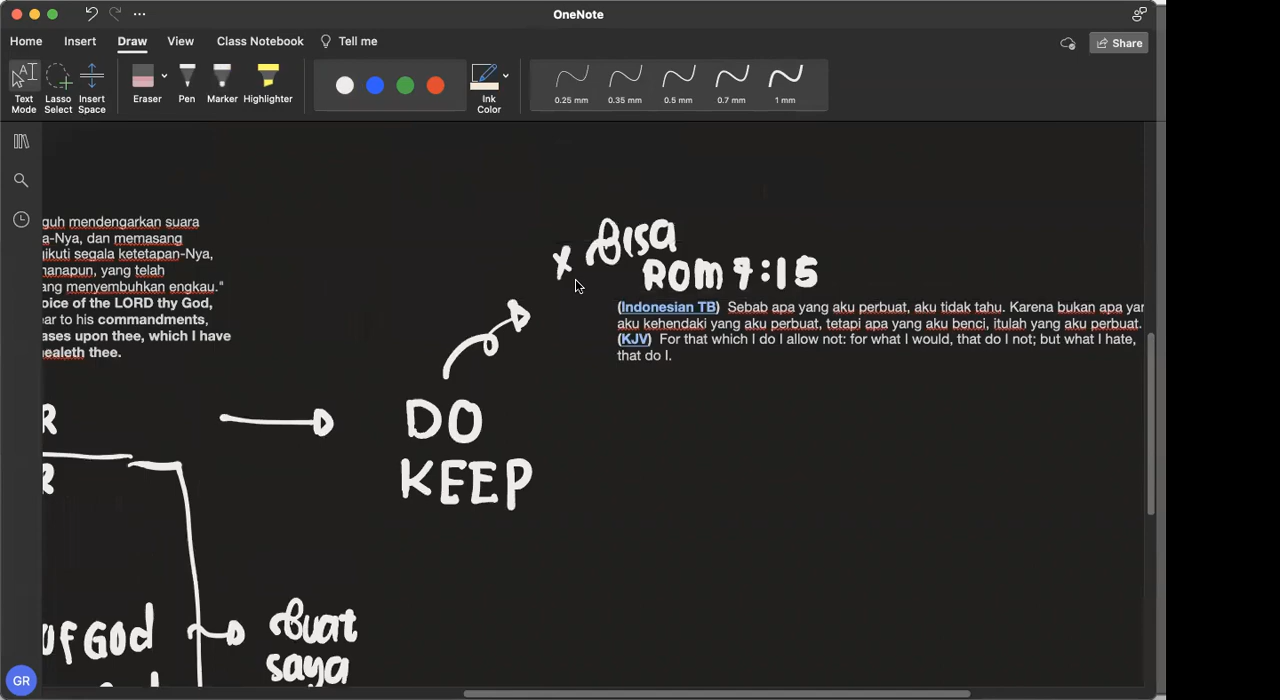 OneNote
Home Insert Draw View Class Notebook Tell me Share
Text Mode Lasso Select Insert Space Eraser Pen Marker Highlighter Ink Color 0.25 mm 0.35 mm 0.5 mm 0.7 mm 1 mm
guh mendengarkan suara
a-Nya, dan memasang
gikuti segala ketetapan-Nya,
manapun, yang telah
ang menyembuhkan engkau."
oice of the LORD thy God,
ar to his commandments,
ases upon thee, which I have
healeth thee.
x Bisa
ROM 7:15
(Indonesian TB) Sebab apa yang aku perbuat, aku tidak tahu. Karena bukan apa yan
aku kehendaki yang aku perbuat, tetapi apa yang aku benci, itulah yang aku perbuat.
(KJV) For that which I do I allow not: for what I would, that do I not; but what I hate,
that do I.
R
DO
KEEP
R
OF GOD
Buat
saya
GR